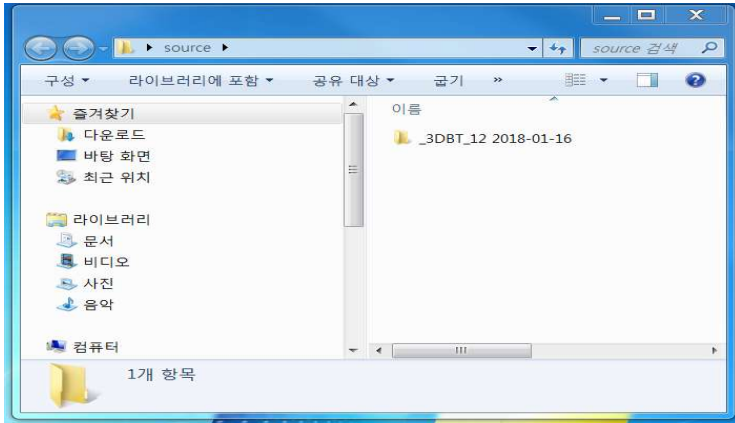 source
source 검색
구성 라이브러리에 포함 공유 대상 굽기 »
즐겨찾기
다운로드
바탕 화면
최근 위치
라이브러리
문서
비디오
사진
음악
컴퓨터
이름
_3DBT_12 2018-01-16
1개 항목